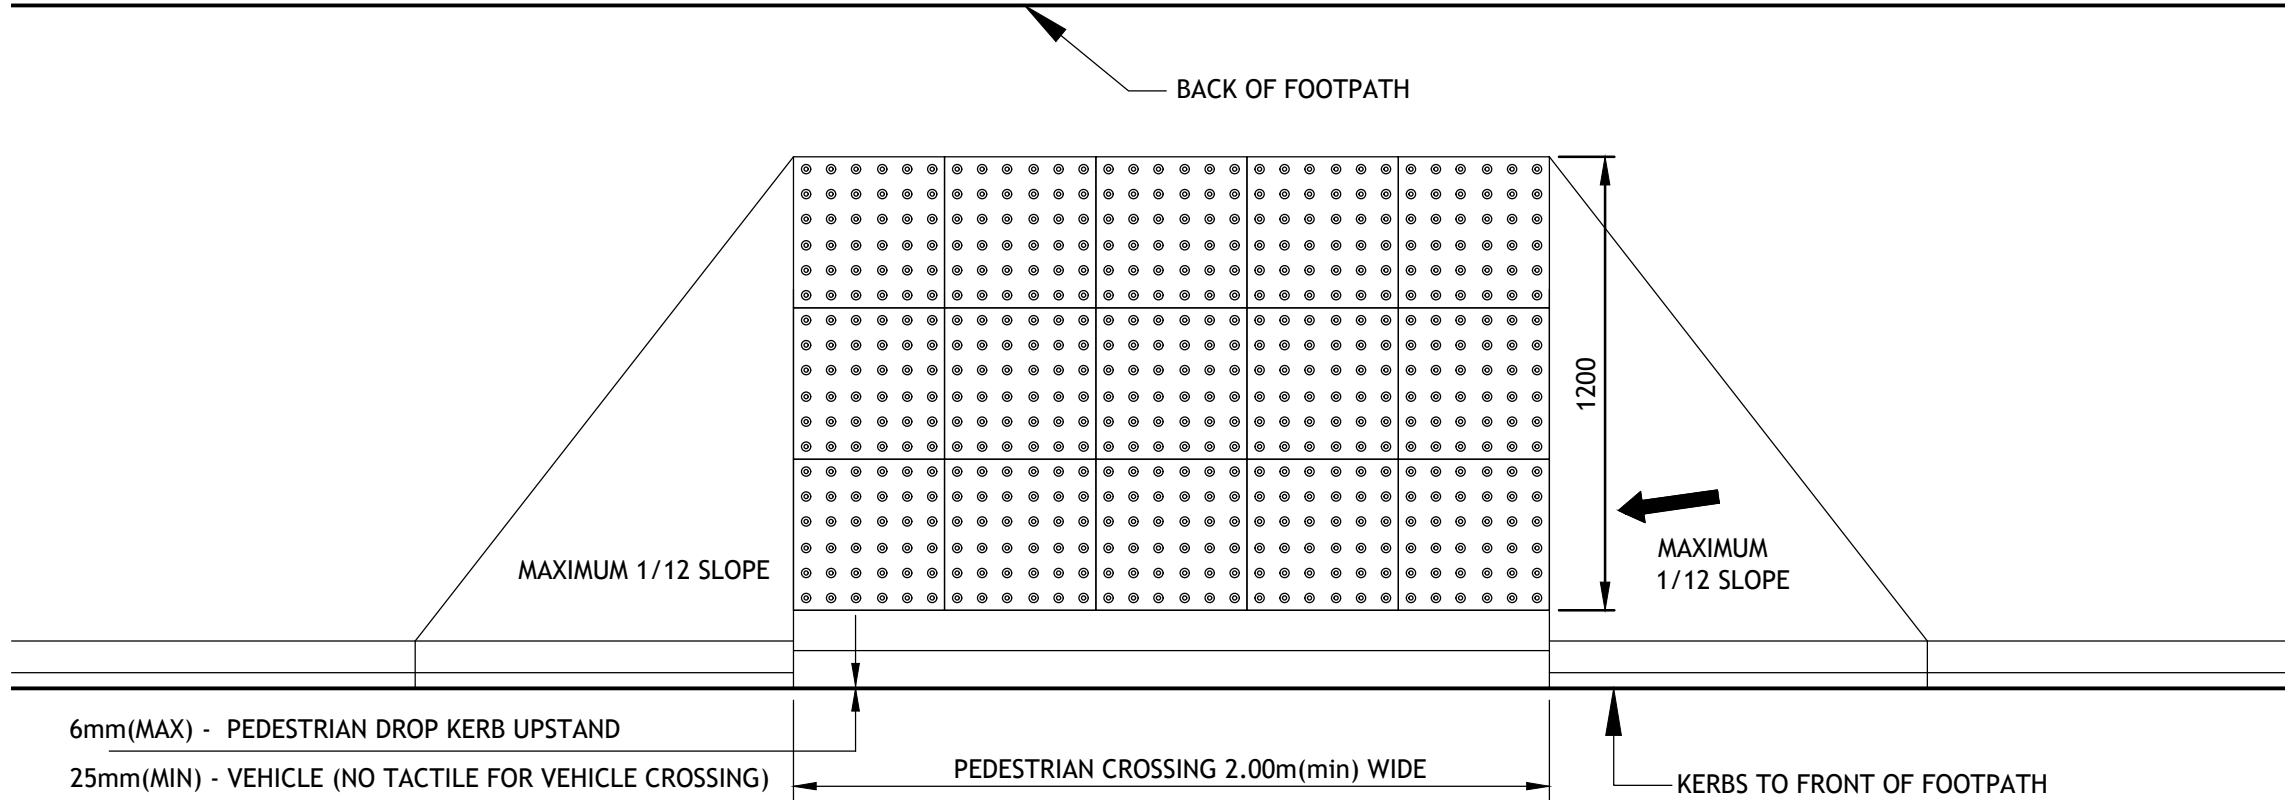 BACK OF FOOTPATH
1200
MAXIMUM 1/12 SLOPE
MAXIMUM
1/12 SLOPE
6mm(MAX) - PEDESTRIAN DROP KERB UPSTAND
25mm(MIN) - VEHICLE (NO TACTILE FOR VEHICLE CROSSING)
PEDESTRIAN CROSSING 2.00m(min) WIDE
KERBS TO FRONT OF FOOTPATH